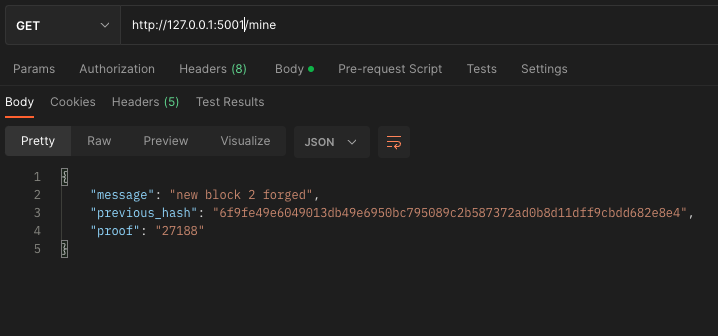 GET http://127.0.0.1:5001/mine
Params Authorization Headers (8) Body Pre-request Script Tests Settings
Body Cookies Headers (5) Test Results
Pretty Raw Preview Visualize JSON
1 {
2 "message": "new block 2 forged",
3 "previous_hash": "6f9fe49e6049013db49e6950bc795089c2b587372ad0b8d11dff9cbdd682e8e4",
4 "proof": "27188"
5 }